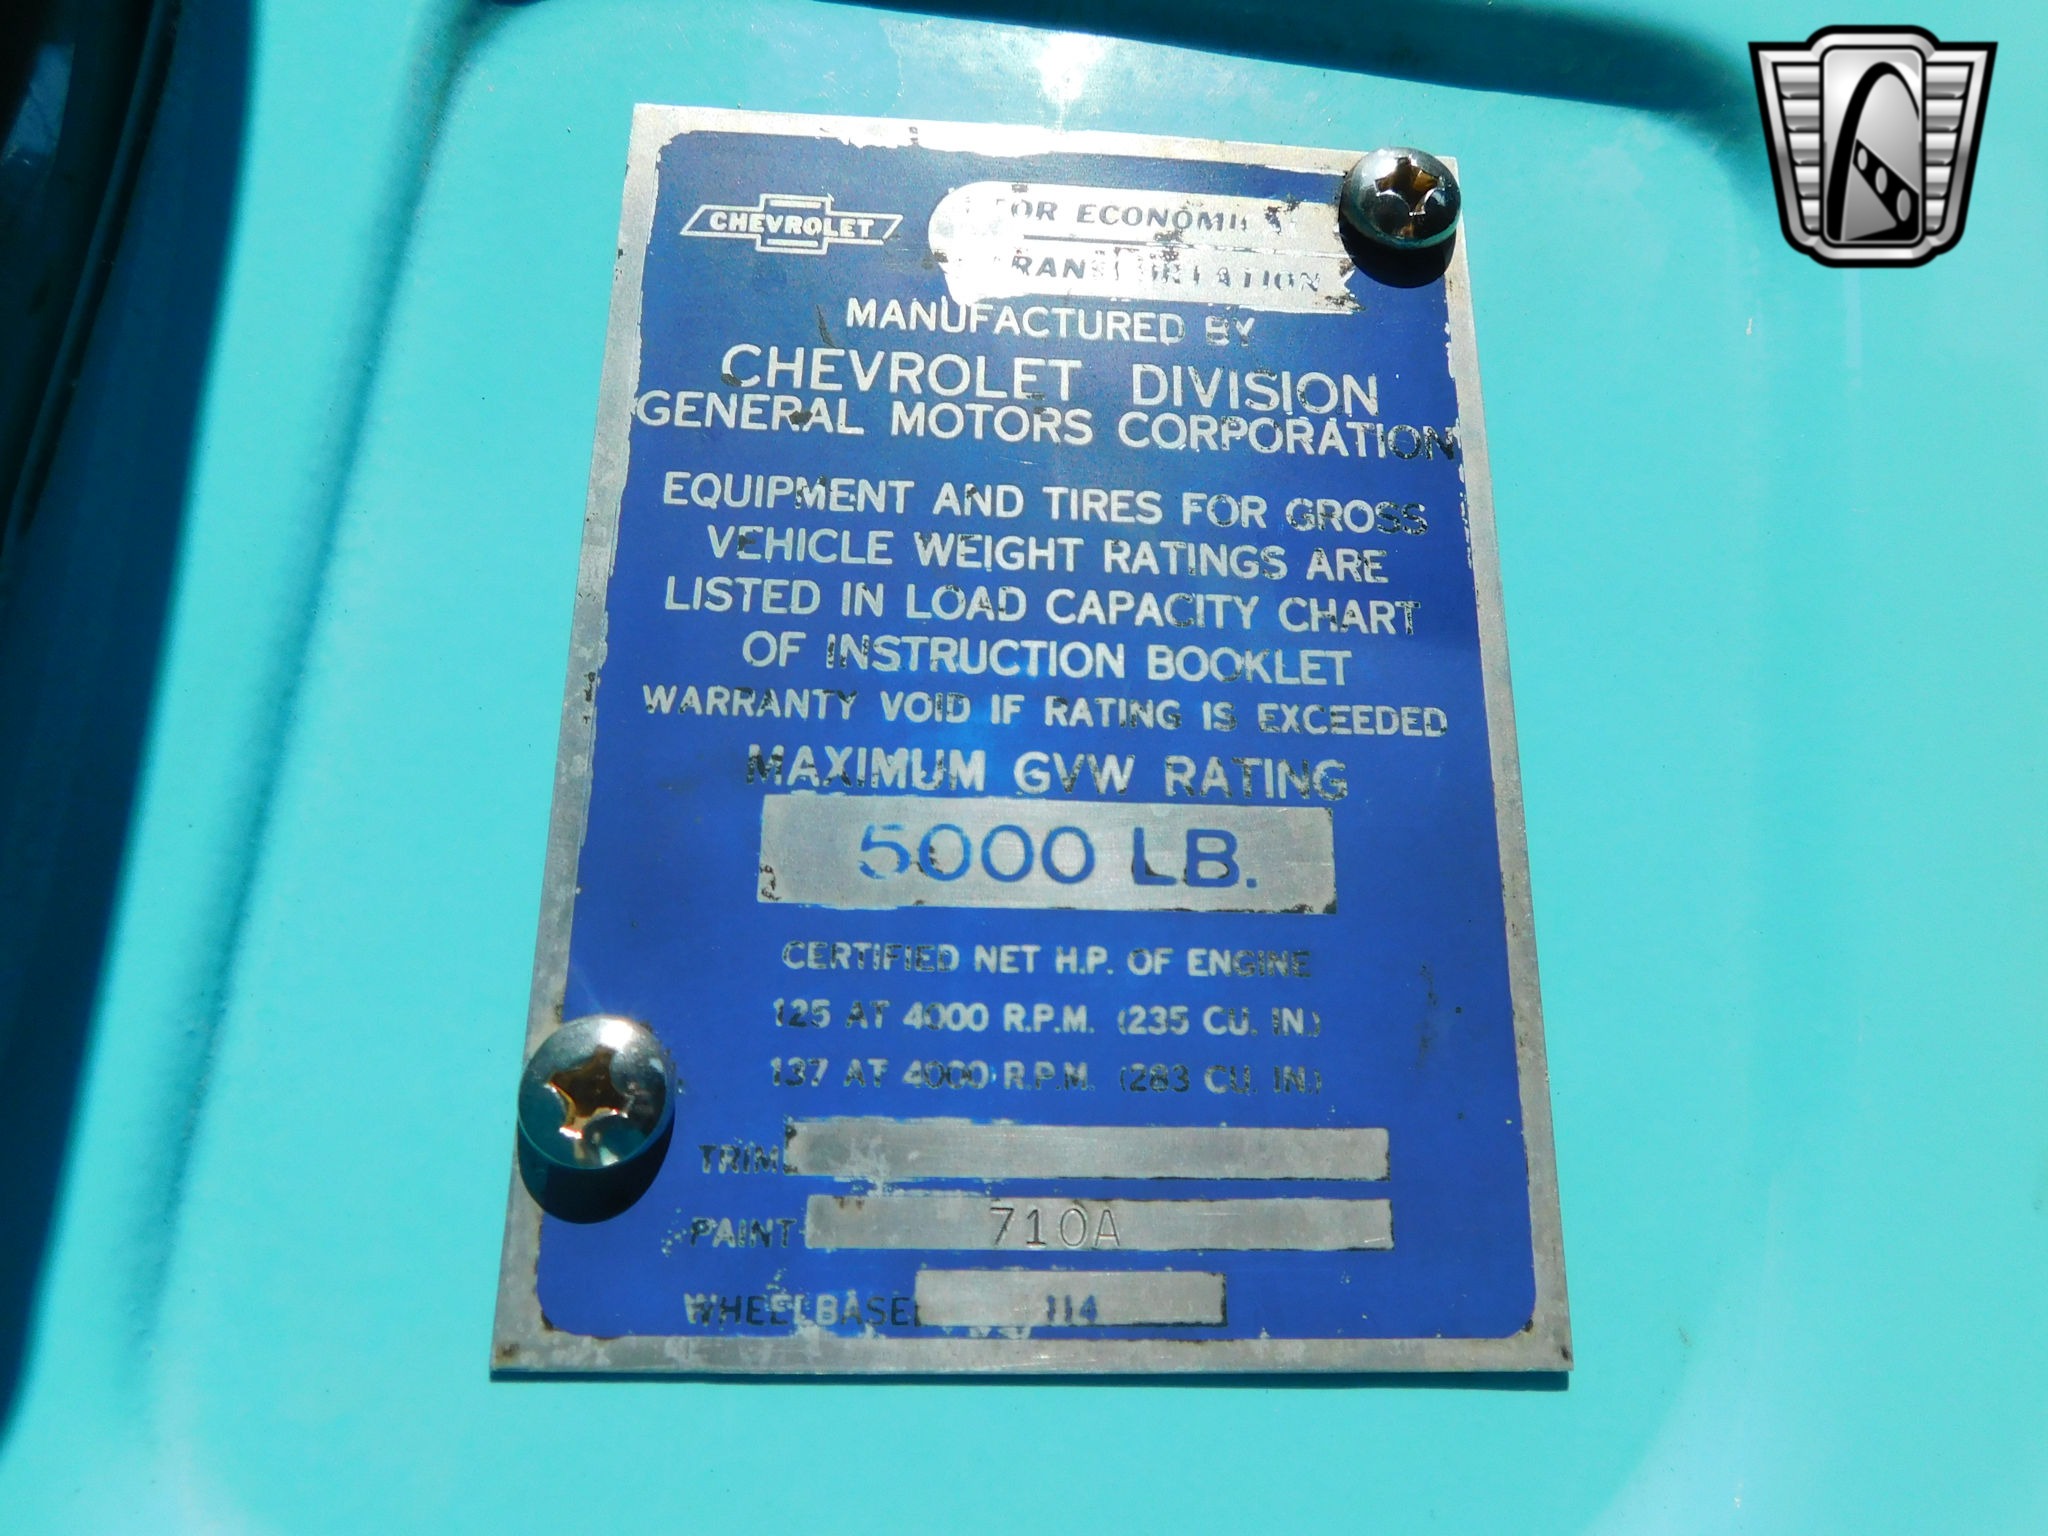 CHEVROLET
FOR ECONOMICAL
TRANSPORTATION
MANUFACTURED BY
CHEVROLET DIVISION
GENERAL MOTORS CORPORATION
EQUIPMENT AND TIRES FOR GROSS
VEHICLE WEIGHT RATINGS ARE
LISTED IN LOAD CAPACITY CHART
OF INSTRUCTION BOOKLET
WARRANTY VOID IF RATING IS EXCEEDED
MAXIMUM GVW RATING
5000 LB.
CERTIFIED NET H.P. OF ENGINE
125 AT 4000 R.P.M. (235 CU. IN.)
137 AT 4000 R.P.M. (283 CU. IN.)
TRIM
PAINT 710A
WHEELBASE 114